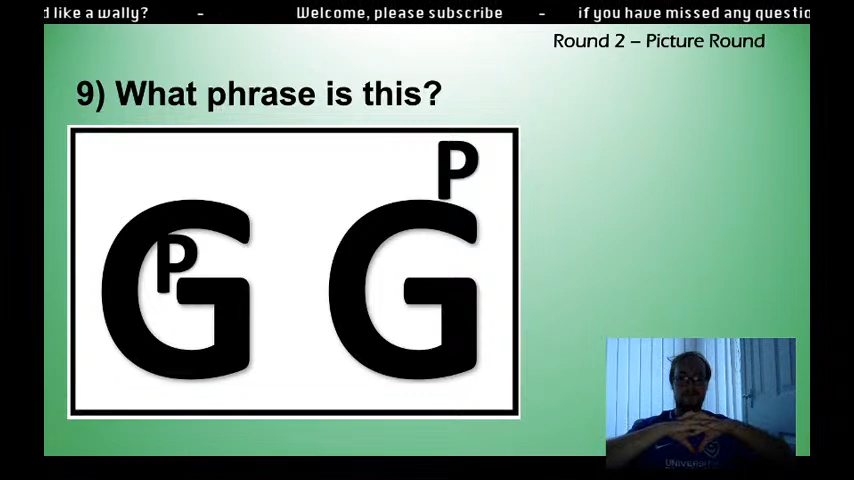 d like a wally? - Welcome, please subscribe - if you have missed any questio
Round 2 – Picture Round
9) What phrase is this?
P
G G
P
UNIVERSI